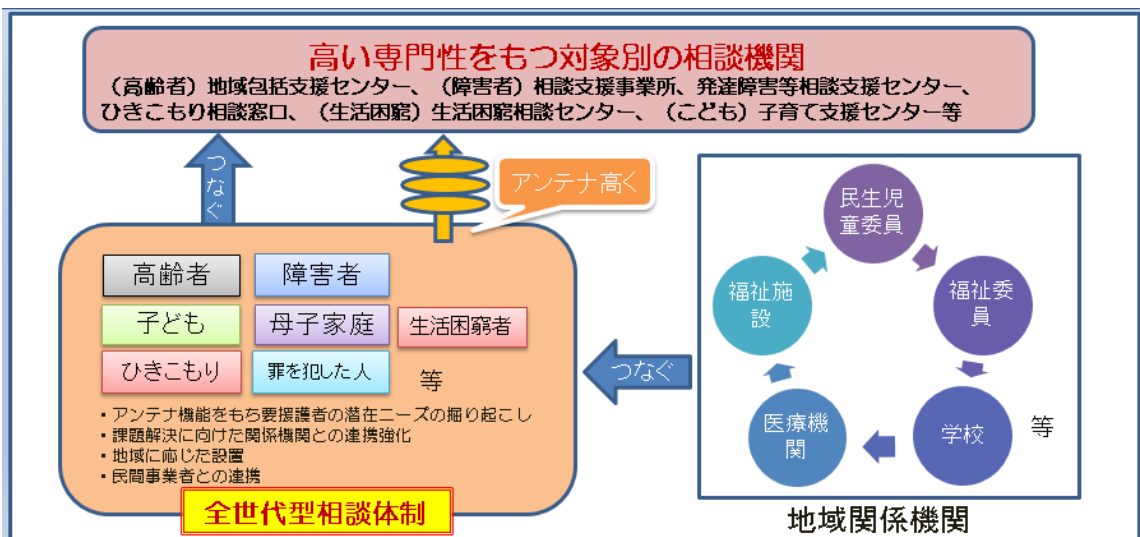 高い専門性をもつ対象別の相談機関
（高齢者）地域包括支援センター、（障害者）相談支援事業所、発達障害等相談支援センター、
ひきこもり相談窓口、（生活困窮）生活困窮相談センター、（こども）子育て支援センター等
つなぐ
アンテナ高く
高齢者
障害者
子ども
母子家庭
生活困窮者
ひきこもり
罪を犯した人
等
・アンテナ機能をもち要援護者の潜在ニーズの掘り起こし
・課題解決に向けた関係機関との連携強化
・地域に応じた設置
・民間事業者との連携
全世代型相談体制
つなぐ
民生児
童委員
福祉委
員
学校
医療機
関
福祉施
設
等
地域関係機関